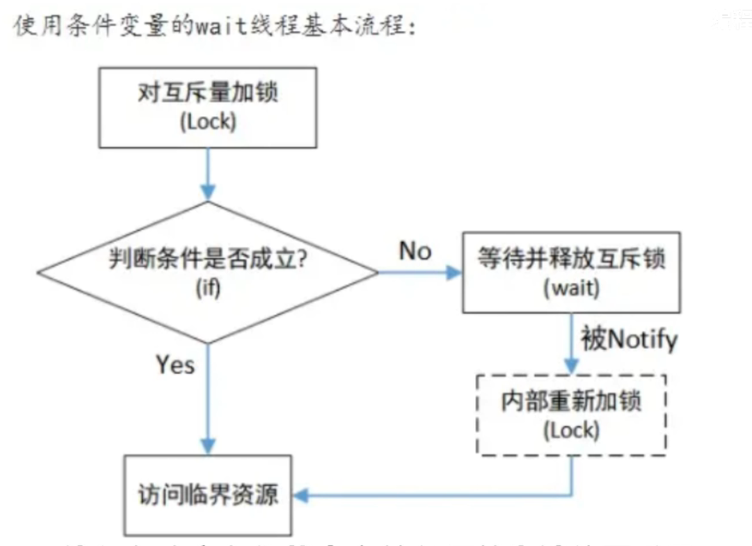 使用条件变量的wait线程基本流程:
对互斥量加锁
(Lock)
判断条件是否成立?
(if)
No
等待并释放互斥锁
(wait)
被Notify
Yes
内部重新加锁
(Lock)
访问临界资源